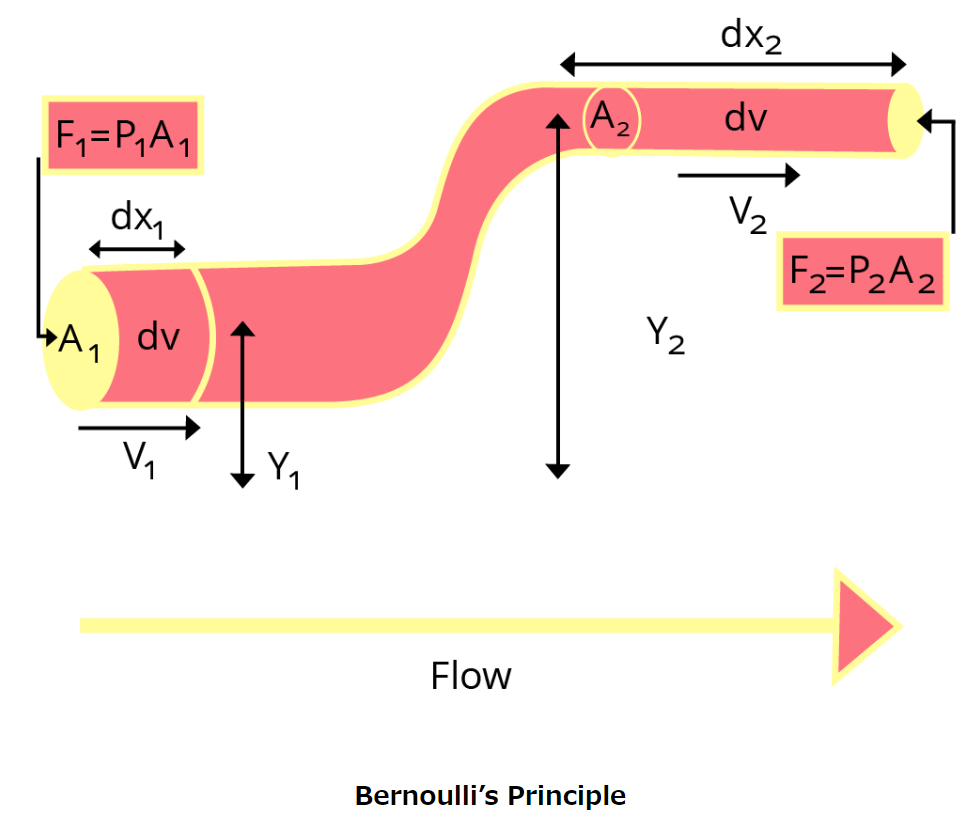 dx₂
F₁=P₁A₁
A₂
dv
dx₁
V₂
F₂=P₂A₂
A₁
dv
Y₂
V₁
Y₁
Flow
Bernoulli’s Principle